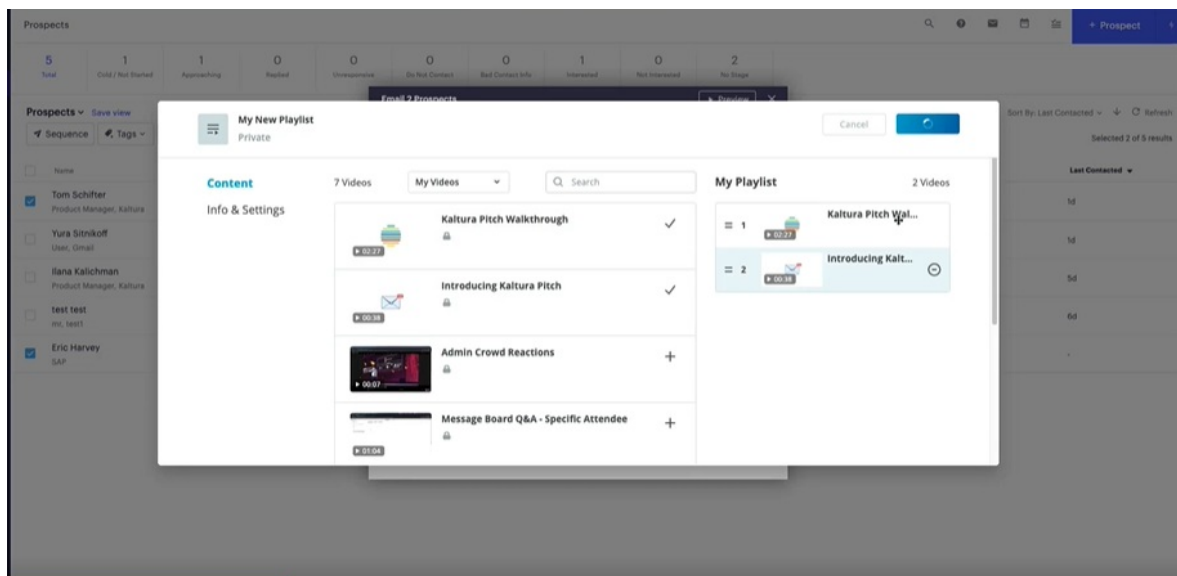 Prospects
+ Prospect
5
Total
1
Cold / Not Started
1
Approaching
0
Replied
0
Unresponsive
0
Do Not Contact
0
Bad Contact Info
1
Interested
0
Not Interested
2
No Stage
Email 2 Prospects
Preview
Prospects
Save view
Sort By: Last Contacted
Refresh
Sequence
Tags
Selected 2 of 5 results
Name
Last Contacted
Tom Schifter
Product Manager, Kaltura
1d
Yura Sitnikoff
User, Gmail
1d
Ilana Kalichman
Product Manager, Kaltura
5d
test test
mr, test1
6d
Eric Harvey
SAP
-
My New Playlist
Private
Cancel
Content
Info & Settings
7 Videos
My Videos
Search
Kaltura Pitch Walkthrough
02:27
Introducing Kaltura Pitch
00:38
Admin Crowd Reactions
00:07
Message Board Q&A - Specific Attendee
01:04
My Playlist
2 Videos
1
Kaltura Pitch Wal...
02:27
2
Introducing Kalt...
00:38